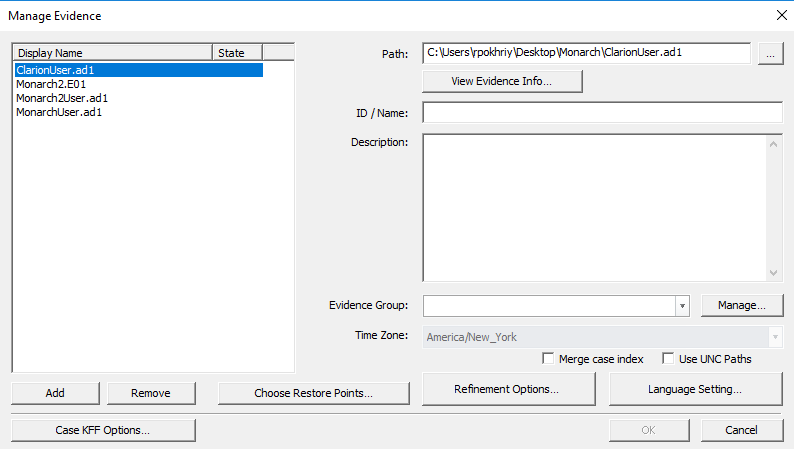 Manage Evidence
Display Name State
ClarionUser.ad1
Monarch2.E01
Monarch2User.ad1
MonarchUser.ad1
Path: C:\Users\rpokhriy\Desktop\Monarch\ClarionUser.ad1 ...
View Evidence Info...
ID / Name:
Description:
Evidence Group: Manage...
Time Zone: America/New_York
Merge case index Use UNC Paths
Add Remove Choose Restore Points... Refinement Options... Language Setting...
Case KFF Options... OK Cancel